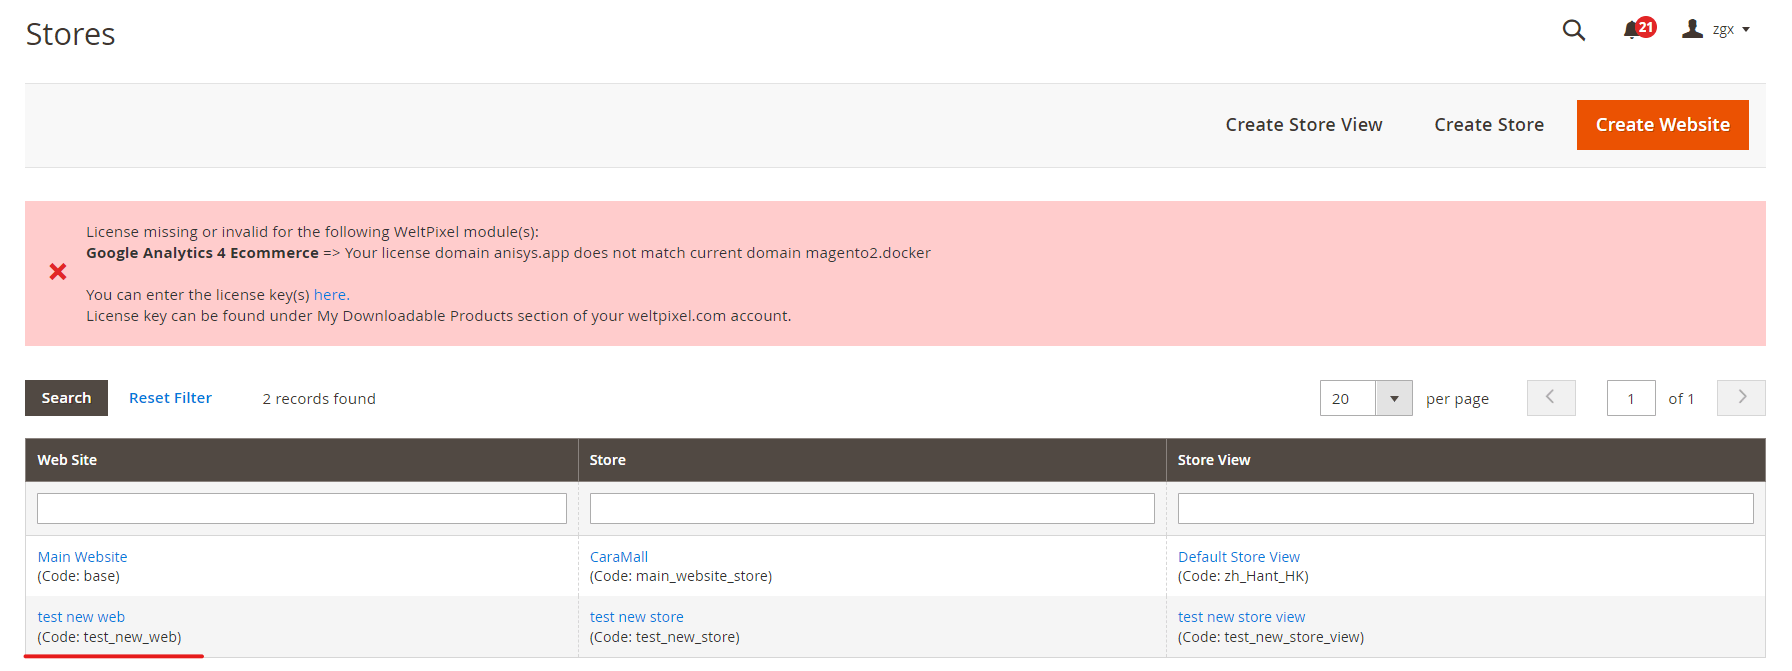 Stores
21
zgx
Create Store View
Create Store
Create Website
License missing or invalid for the following WeltPixel module(s):
Google Analytics 4 Ecommerce => Your license domain anisys.app does not match current domain magento2.docker
You can enter the license key(s) here.
License key can be found under My Downloadable Products section of your weltpixel.com account.
Search Reset Filter 2 records found 20 per page 1 of 1
Web Site Store Store View
Main Website CaraMall Default Store View
(Code: base) (Code: main_website_store) (Code: zh_Hant_HK)
test new web test new store test new store view
(Code: test_new_web) (Code: test_new_store) (Code: test_new_store_view)